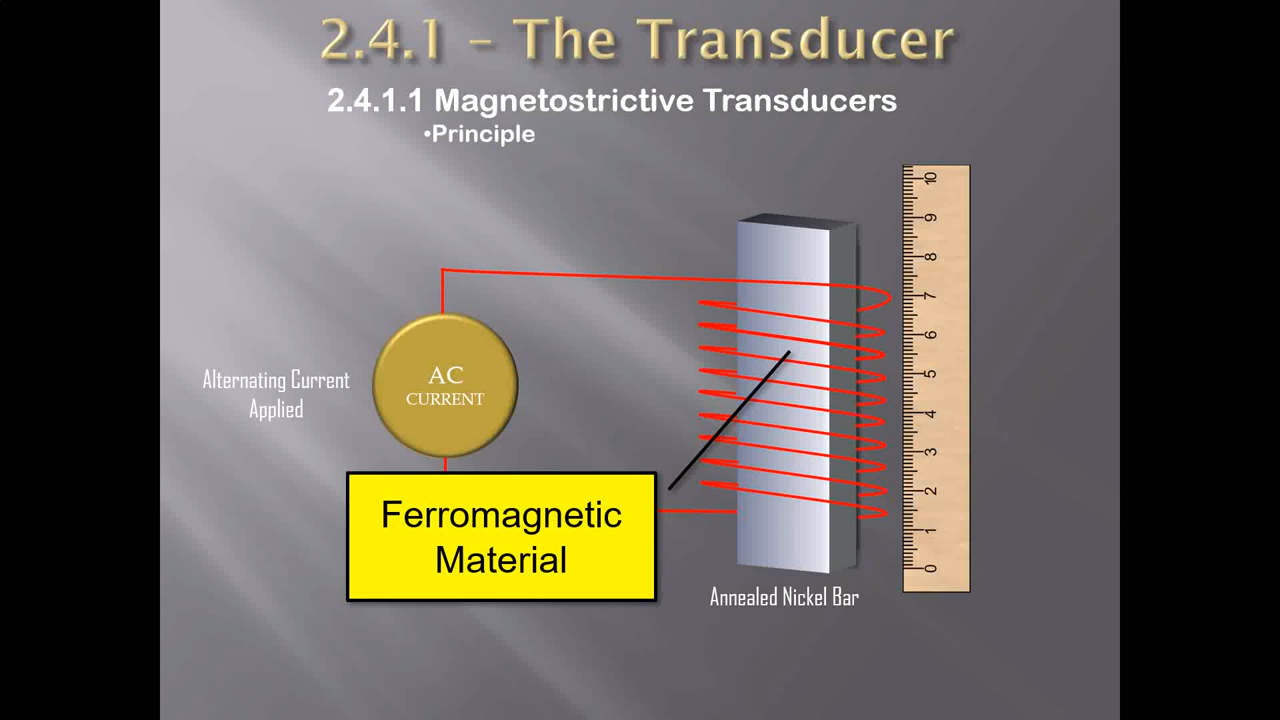 2.4.1 – The Transducer
2.4.1.1 Magnetostrictive Transducers
•Principle
Alternating Current
Applied
AC
CURRENT
Ferromagnetic
Material
Annealed Nickel Bar
10
9
8
7
6
5
4
3
2
1
0